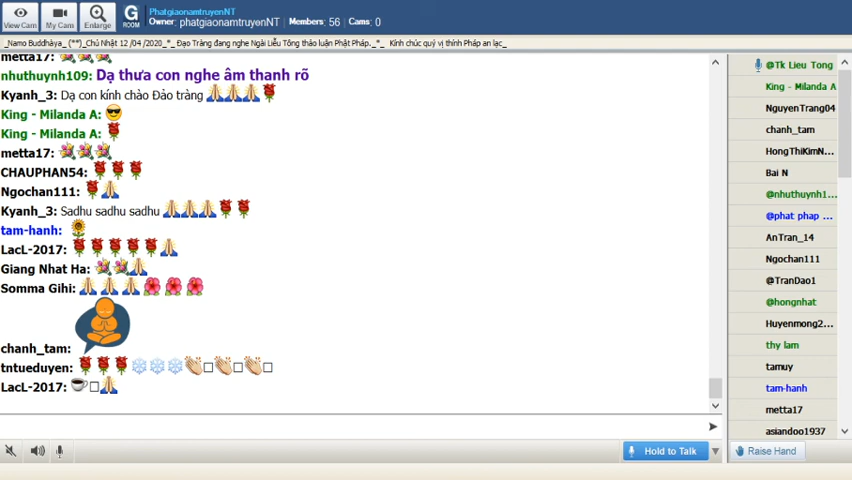 View Cam
My Cam
Enlarge
G
ROOM
PhatgiaonamtruyenNT
Owner: phatgiaonamtruyenNT | Members: 56 | Cams: 0
_Namo Buddhàya_ (**)_Chủ Nhật 12 /04 /2020_*_ Đạo Tràng đang nghe Ngài Liễu Tông thảo luận Phật Pháp._*_ Kính chúc quý vị thính Pháp an lạc_
metta17:
nhuthuynh109: Dạ thưa con nghe âm thanh rõ
Kyanh_3: Dạ con kính chào Đảo tràng
King - Milanda A:
King - Milanda A:
metta17:
CHAUPHAN54:
Ngochan111:
Kyanh_3: Sadhu sadhu sadhu
tam-hanh:
LacL-2017:
Giang Nhat Ha:
Somma Gihi:
chanh_tam:
tntueduyen:
LacL-2017:
@Tk Lieu Tong
King - Milanda A
NguyenTrang04
chanh_tam
HongThiKimN...
Bai N
@nhuthuynh1...
@phat phap ...
AnTran_14
Ngochan111
@TranDao1
@hongnhat
Huyenmong2...
thy lam
tamuy
tam-hanh
metta17
asiandoo1937
Hold to Talk
Raise Hand